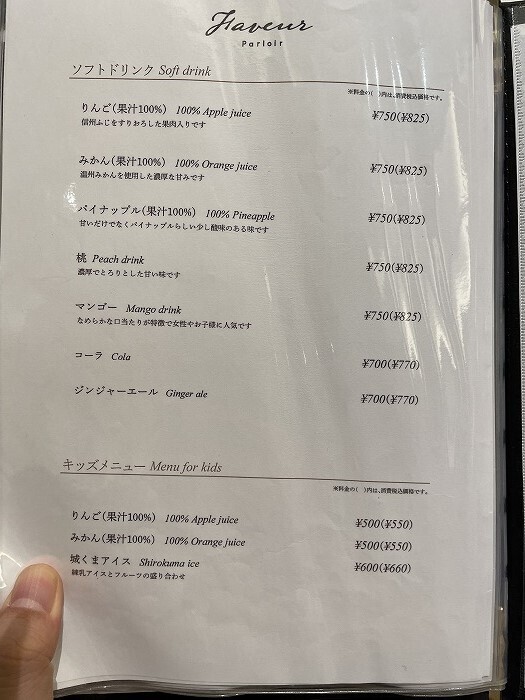 Flaveur
Parloir
ソフトドリンク Soft drink
※料金の( )内は、消費税込価格です。
りんご(果汁100%) 100% Apple juice ¥750(¥825)
信州ふじをすりおろした果肉入りです
みかん(果汁100%) 100% Orange juice ¥750(¥825)
温州みかんを使用した濃厚な甘みです
パイナップル(果汁100%) 100% Pineapple ¥750(¥825)
甘いだけでなくパイナップルらしい少し酸味のある味です
桃 Peach drink ¥750(¥825)
濃厚でとろりとした甘い味です
マンゴー Mango drink ¥750(¥825)
なめらかな口当たりが特徴で女性やお子様に人気です
コーラ Cola ¥700(¥770)
ジンジャーエール Ginger ale ¥700(¥770)
キッズメニュー Menu for kids
※料金の( )内は、消費税込価格です。
りんご(果汁100%) 100% Apple juice ¥500(¥550)
みかん(果汁100%) 100% Orange juice ¥500(¥550)
城くまアイス Shirokuma ice ¥600(¥660)
練乳アイスとフルーツの盛り合わせ